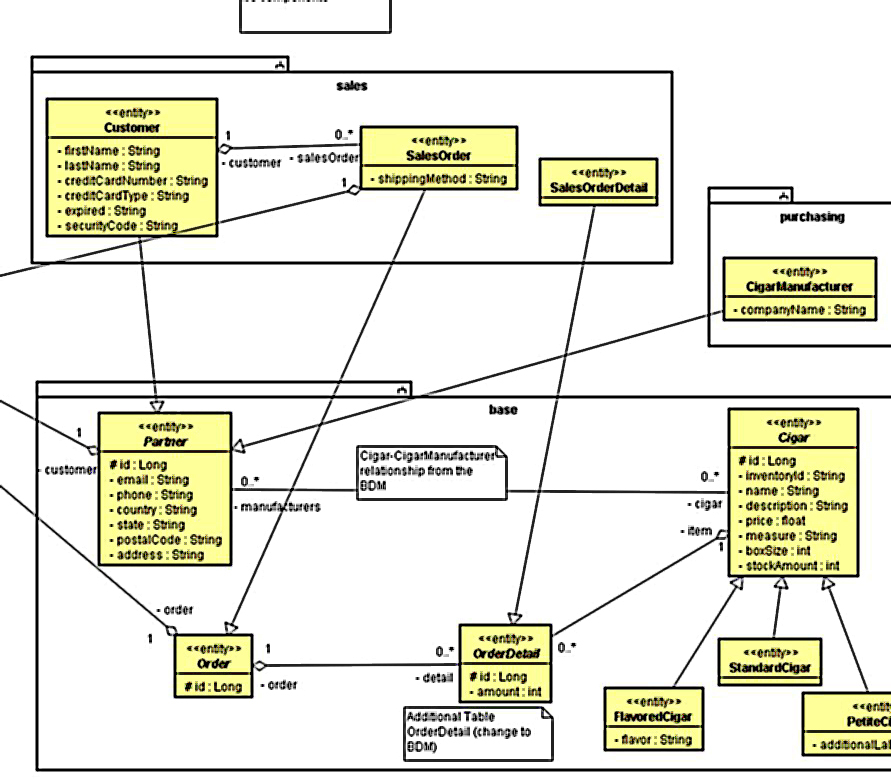 sales
<<entity>>
Customer
- firstName : String
- lastName : String
- creditCardNumber : String
- creditCardType : String
- expired : String
- securityCode : String
1
0..*
- customer
- salesOrder
1
<<entity>>
SalesOrder
- shippingMethod : String
<<entity>>
SalesOrderDetail
purchasing
<<entity>>
CigarManufacturer
- companyName : String
base
<<entity>>
Partner
# id : Long
- email : String
- phone : String
- country : String
- state : String
- postalCode : String
- address : String
1
- customer
0..*
- manufacturers
Cigar-CigarManufacturer
relationship from the
BDM
0..*
- cigar
- item
1
<<entity>>
Cigar
# id : Long
- inventoryId : String
- name : String
- description : String
- price : float
- measure : String
- boxSize : int
- stockAmount : int
- order
1
<<entity>>
Order
# id : Long
1
- order
0..*
- detail
<<entity>>
OrderDetail
# id : Long
- amount : int
0..*
Additional Table
OrderDetail (change to
BDM)
<<entity>>
FlavoredCigar
- flavor : String
<<entity>>
StandardCigar